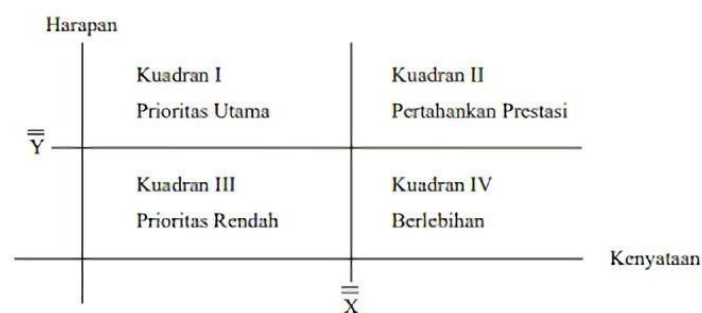 Harapan
Kuadran I
Prioritas Utama
Kuadran II
Pertahankan Prestasi
Y̿
Kuadran III
Prioritas Rendah
Kuadran IV
Berlebihan
Kenyataan
X̿